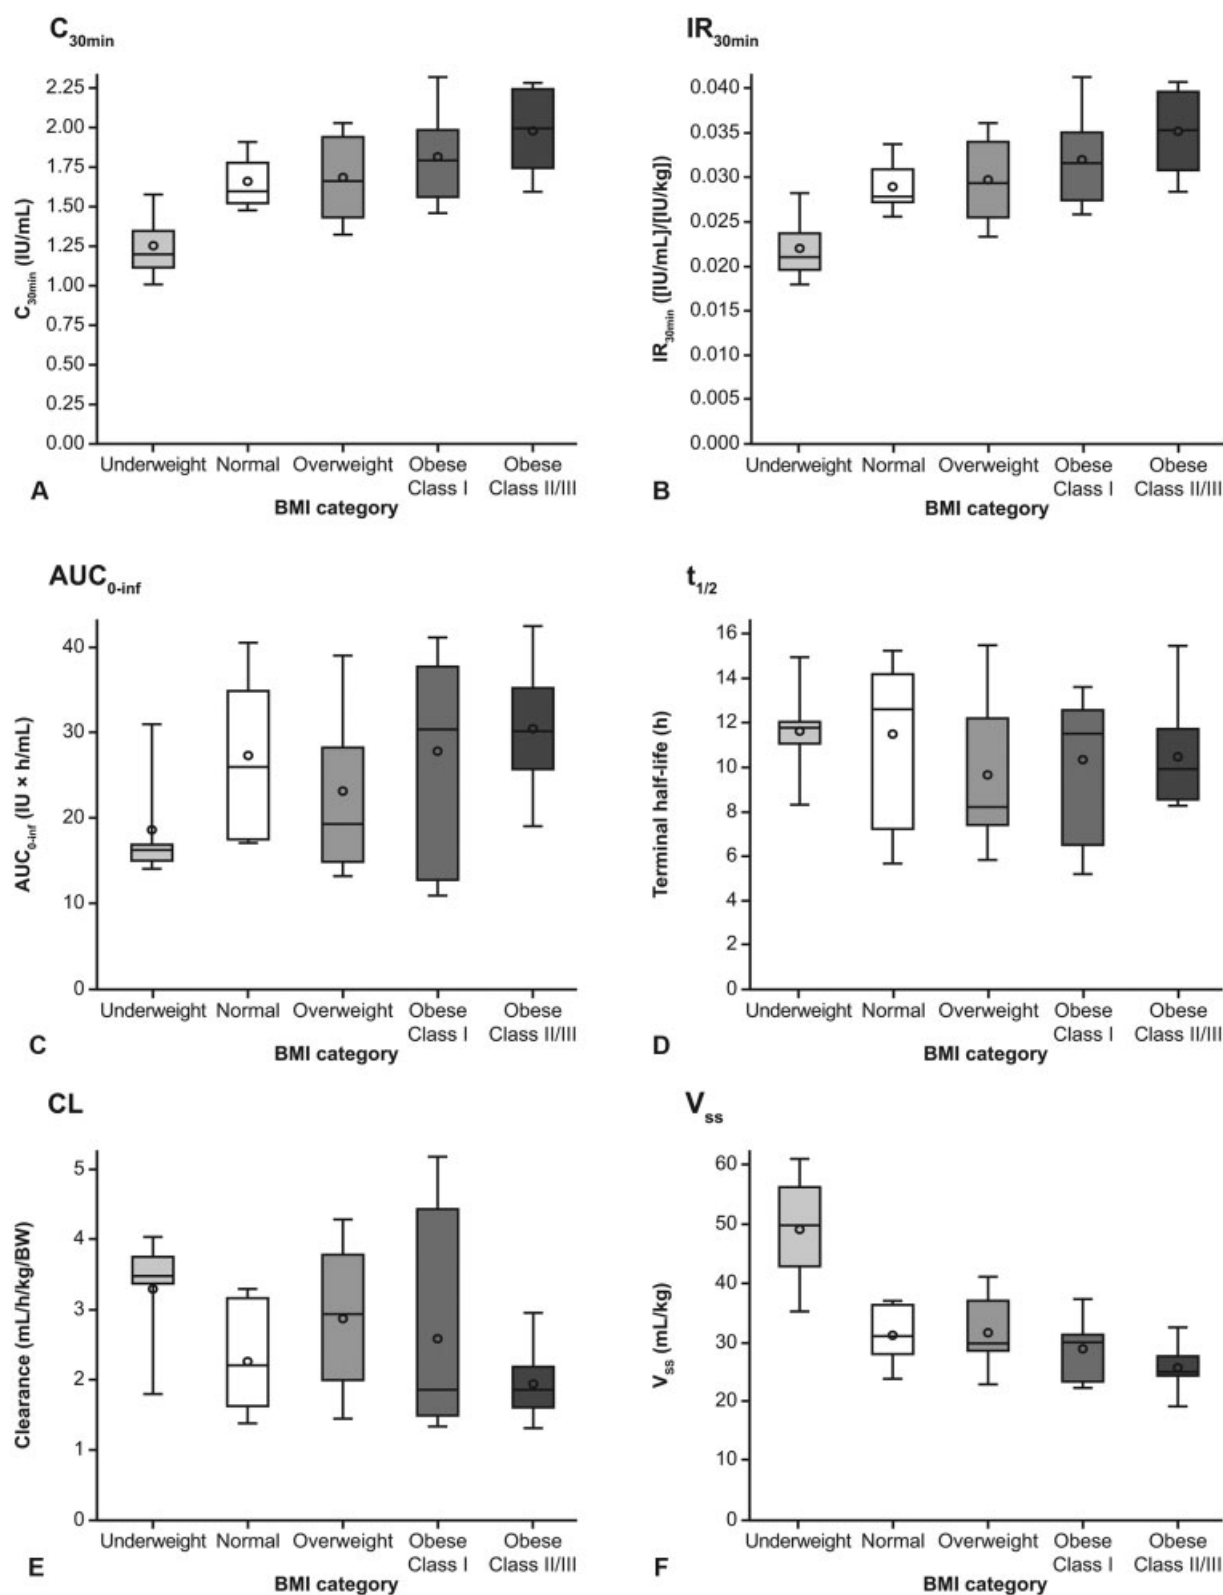 C30min
IR30min
2.25
2.00
1.75
1.50
1.25
1.00
0.75
0.50
0.25
0.00
C30min (IU/mL)
Underweight Normal Overweight Obese Class I Obese Class II/III
BMI category
A
0.040
0.035
0.030
0.025
0.020
0.015
0.010
0.005
0.000
IR30min ([IU/mL]/[IU/kg])
Underweight Normal Overweight Obese Class I Obese Class II/III
BMI category
B
AUC0-inf
t1/2
40
30
20
10
0
AUC0-inf (IU × h/mL)
Underweight Normal Overweight Obese Class I Obese Class II/III
BMI category
C
16
14
12
10
8
6
4
2
0
Terminal half-life (h)
Underweight Normal Overweight Obese Class I Obese Class II/III
BMI category
D
CL
Vss
5
4
3
2
1
0
Clearance (mL/h/kg/BW)
Underweight Normal Overweight Obese Class I Obese Class II/III
BMI category
E
60
50
40
30
20
10
0
Vss (mL/kg)
Underweight Normal Overweight Obese Class I Obese Class II/III
BMI category
F